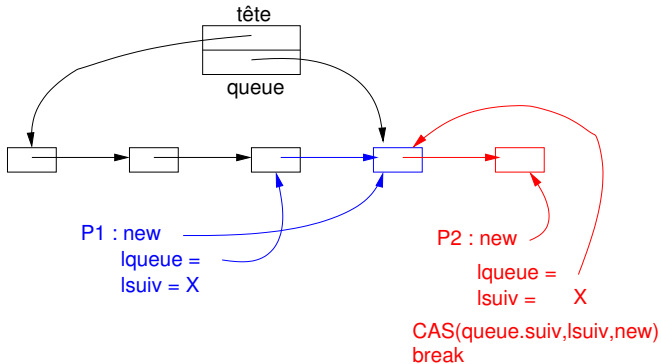 tête
queue
P1 : new
lqueue =
lsuiv = X
P2 : new
lqueue =
lsuiv = X
CAS(queue.suiv,lsuiv,new)
break